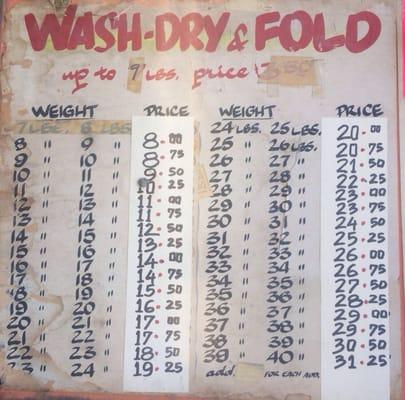 WASH-DRY & FOLD
up to 9 LBS. price
WEIGHT PRICE
7 LBS. 8 LBS
8 " 9 " 8.00
9 " 10 " 8.75
10 " 11 " 9.50
11 " 12 " 10.25
12 " 13 " 11.00
13 " 14 " 11.75
14 " 15 " 12.50
15 " 16 " 13.25
16 " 17 " 14.00
17 " 18 " 14.75
18 " 19 " 15.50
19 " 20 " 16.25
20 " 21 " 17.00
21 " 22 " 17.75
22 " 23 " 18.50
23 " 24 " 19.25
WEIGHT PRICE
24 LBS. 25 LBS. 20.00
25 " 26 LBS. 20.75
26 " 27 " 21.50
27 " 28 " 22.25
28 " 29 " 23.00
29 " 30 " 23.75
30 " 31 " 24.50
31 " 32 " 25.25
32 " 33 " 26.00
33 " 34 " 26.75
34 " 35 " 27.50
35 " 36 " 28.25
36 " 37 " 29.00
37 " 38 " 29.75
38 " 39 " 30.50
39 " 40 " 31.25
add. FOR EACH